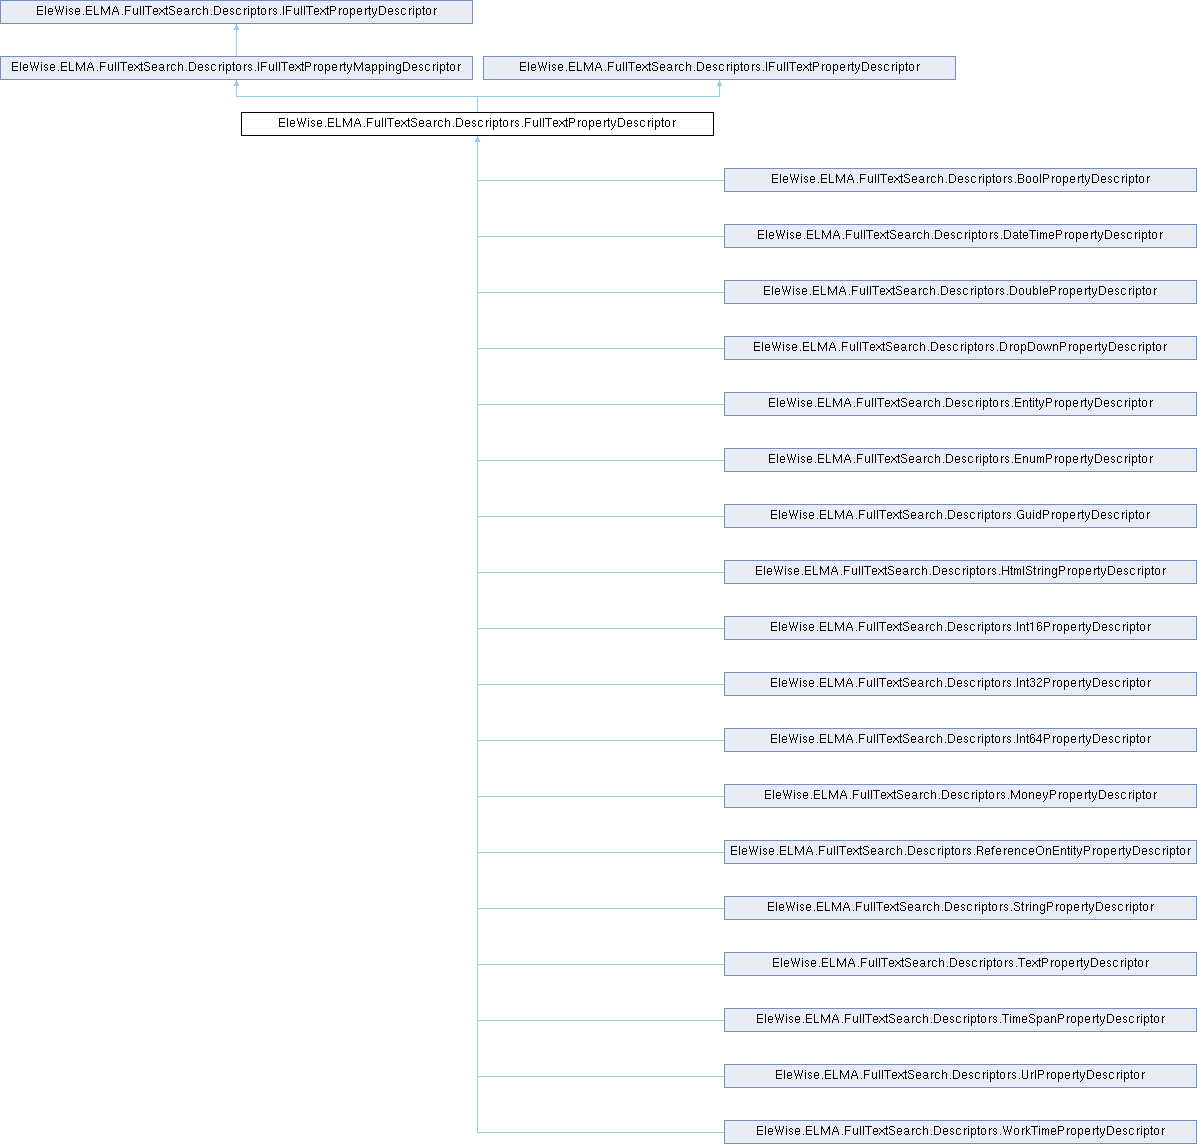 EleWise.ELMA.FullTextSearch.Descriptors.IFullTextPropertyDescriptor
EleWise.ELMA.FullTextSearch.Descriptors.IFullTextPropertyMappingDescriptor
EleWise.ELMA.FullTextSearch.Descriptors.IFullTextPropertyDescriptor
EleWise.ELMA.FullTextSearch.Descriptors.FullTextPropertyDescriptor
EleWise.ELMA.FullTextSearch.Descriptors.BoolPropertyDescriptor
EleWise.ELMA.FullTextSearch.Descriptors.DateTimePropertyDescriptor
EleWise.ELMA.FullTextSearch.Descriptors.DoublePropertyDescriptor
EleWise.ELMA.FullTextSearch.Descriptors.DropDownPropertyDescriptor
EleWise.ELMA.FullTextSearch.Descriptors.EntityPropertyDescriptor
EleWise.ELMA.FullTextSearch.Descriptors.EnumPropertyDescriptor
EleWise.ELMA.FullTextSearch.Descriptors.GuidPropertyDescriptor
EleWise.ELMA.FullTextSearch.Descriptors.HtmlStringPropertyDescriptor
EleWise.ELMA.FullTextSearch.Descriptors.Int16PropertyDescriptor
EleWise.ELMA.FullTextSearch.Descriptors.Int32PropertyDescriptor
EleWise.ELMA.FullTextSearch.Descriptors.Int64PropertyDescriptor
EleWise.ELMA.FullTextSearch.Descriptors.MoneyPropertyDescriptor
EleWise.ELMA.FullTextSearch.Descriptors.ReferenceOnEntityPropertyDescriptor
EleWise.ELMA.FullTextSearch.Descriptors.StringPropertyDescriptor
EleWise.ELMA.FullTextSearch.Descriptors.TextPropertyDescriptor
EleWise.ELMA.FullTextSearch.Descriptors.TimeSpanPropertyDescriptor
EleWise.ELMA.FullTextSearch.Descriptors.UrlPropertyDescriptor
EleWise.ELMA.FullTextSearch.Descriptors.WorkTimePropertyDescriptor